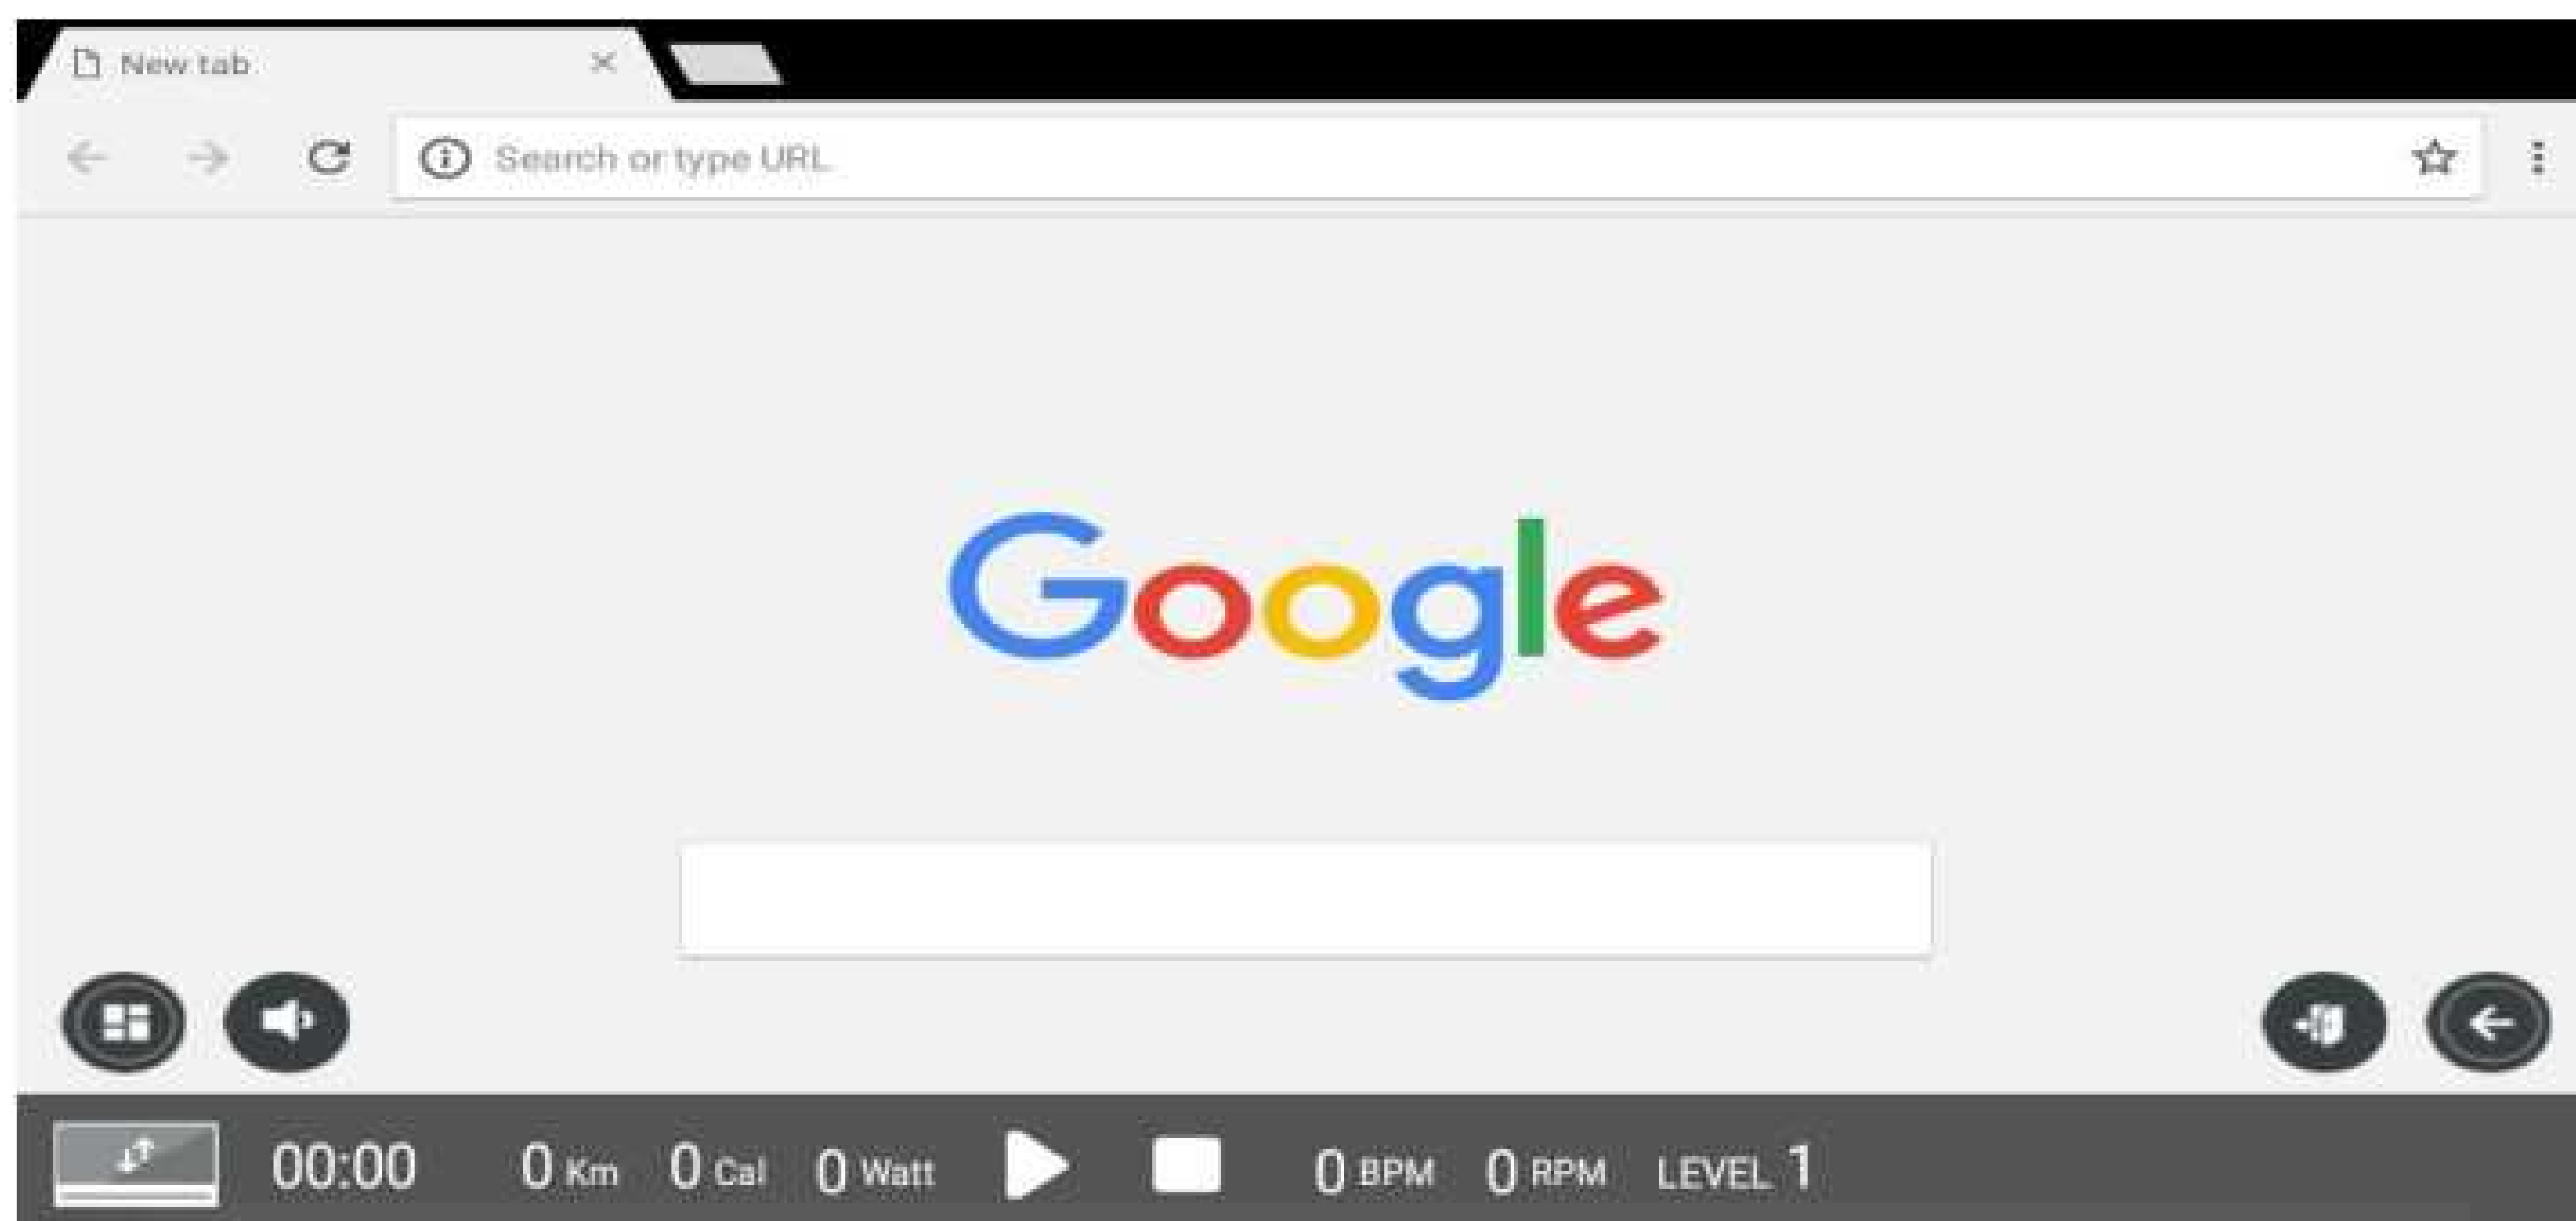 New tab
Search or type URL
Google
00:00 0 Km 0 Cal 0 Watt 0 BPM 0 RPM LEVEL 1